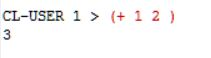 CL-USER 1 > (+ 1 2 )
3